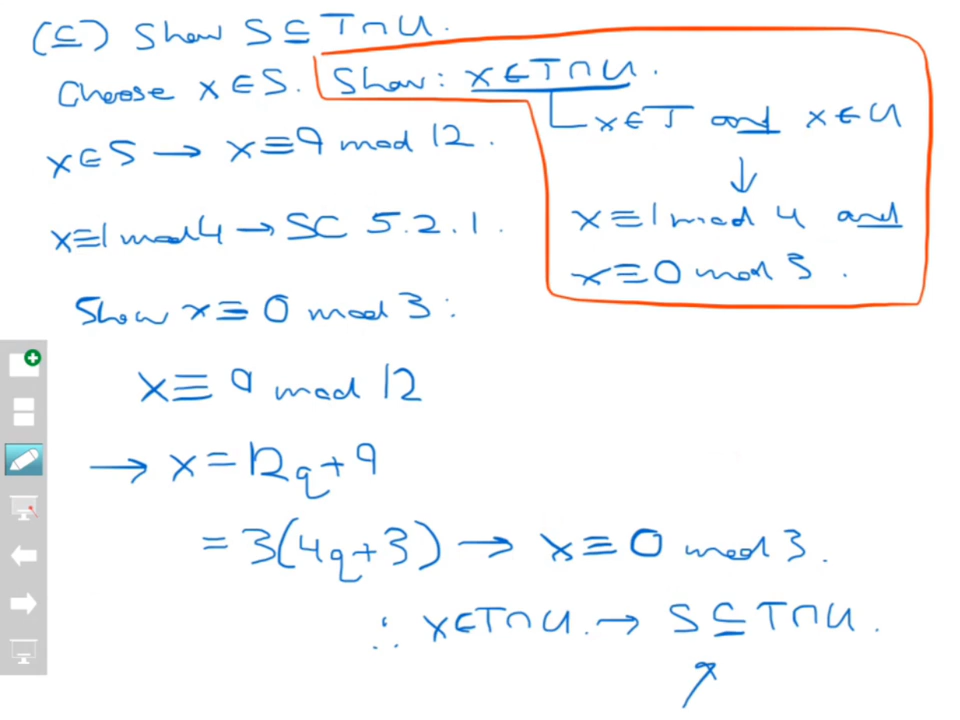 (⊆) Show S ⊆ T ∩ U.
Choose x ∈ S. Show: x ∈ T ∩ U.
x ∈ T and x ∈ U
x ∈ S → x ≡ 9 mod 12.
↓
x ≡ 1 mod 4 and
x ≡ 0 mod 3.
x ≡ 1 mod 4 → SC 5.2.1.
Show x ≡ 0 mod 3:
x ≡ 9 mod 12
→ x = 12q + 9
= 3(4q + 3) → x ≡ 0 mod 3.
∴ x ∈ T ∩ U. → S ⊆ T ∩ U.